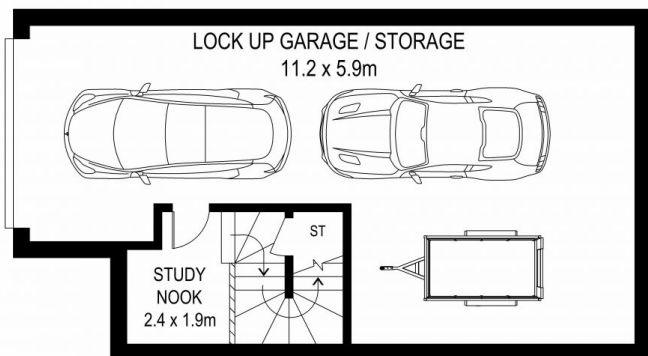 LOCK UP GARAGE / STORAGE
11.2 x 5.9m
ST
STUDY
NOOK
2.4 x 1.9m